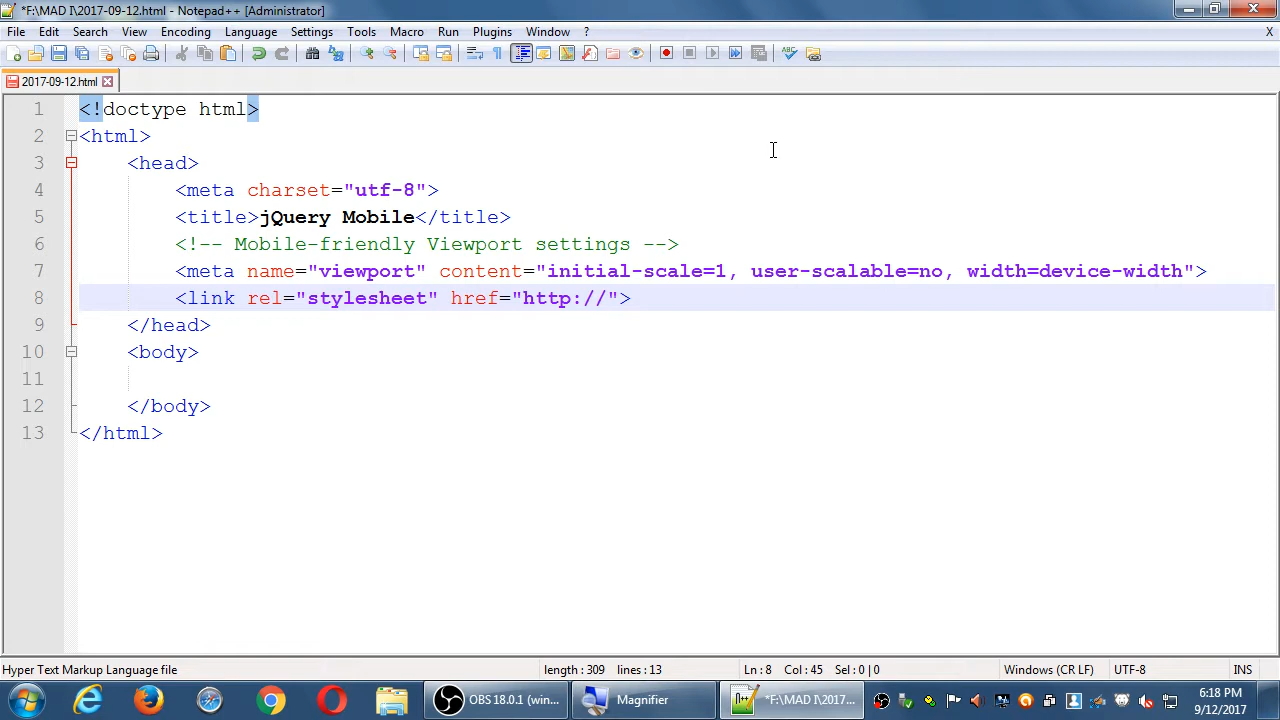 *F:\MAD I\2017-09-12.html - Notepad++ [Administrator]
File Edit Search View Encoding Language Settings Tools Macro Run Plugins Window ? X
2017-09-12.html
1 <!doctype html>
2 <html>
3 <head>
4 <meta charset="utf-8">
5 <title>jQuery Mobile</title>
6 <!-- Mobile-friendly Viewport settings -->
7 <meta name="viewport" content="initial-scale=1, user-scalable=no, width=device-width">
8 <link rel="stylesheet" href="http://">
9 </head>
10 <body>
11
12 </body>
13 </html>
Hyper Text Markup Language file length : 309 lines : 13 Ln : 8 Col : 45 Sel : 0 | 0 Windows (CR LF) UTF-8 INS
OBS 18.0.1 (win... Magnifier *F:\MAD I\2017... 6:18 PM
9/12/2017